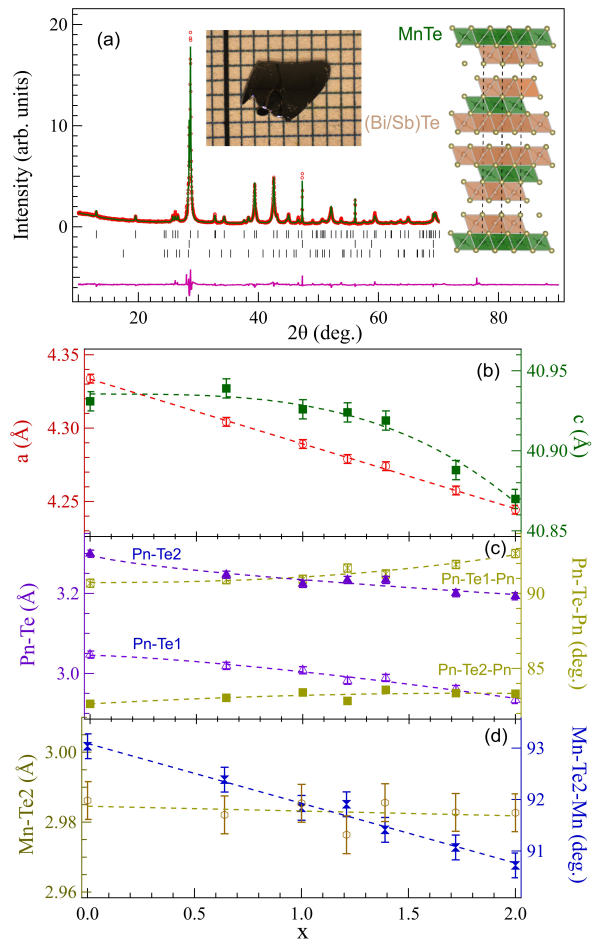 (a)
MnTe
(Bi/Sb)Te
Intensity (arb. units)
20
10
0
20
40
60
80
2θ (deg.)
(b)
a (Å)
4.35
4.30
4.25
c (Å)
40.95
40.90
40.85
(c)
Pn-Te2
Pn-Te1-Pn
Pn-Te1
Pn-Te2-Pn
Pn-Te (Å)
3.2
3.0
Pn-Te-Pn (deg.)
90
85
(d)
Mn-Te2 (Å)
3.00
2.98
2.96
Mn-Te2-Mn (deg.)
93
92
91
0.0
0.5
1.0
1.5
2.0
x